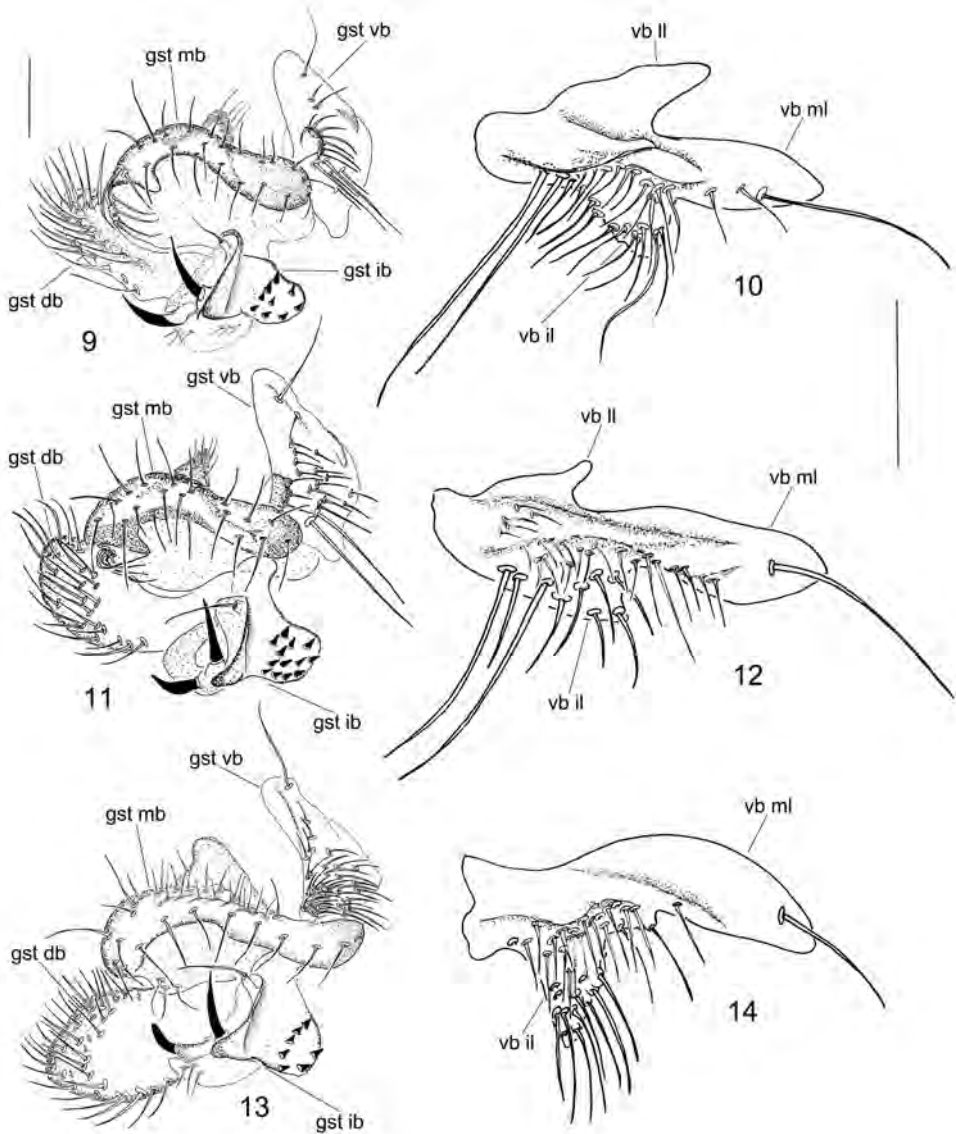 gst vb
gst mb
gst db
gst ib
9
vb ll
vb ml
vb il
10
gst vb
gst mb
gst db
gst ib
11
vb ll
vb ml
vb il
12
gst vb
gst mb
gst db
gst ib
13
vb ml
vb il
14